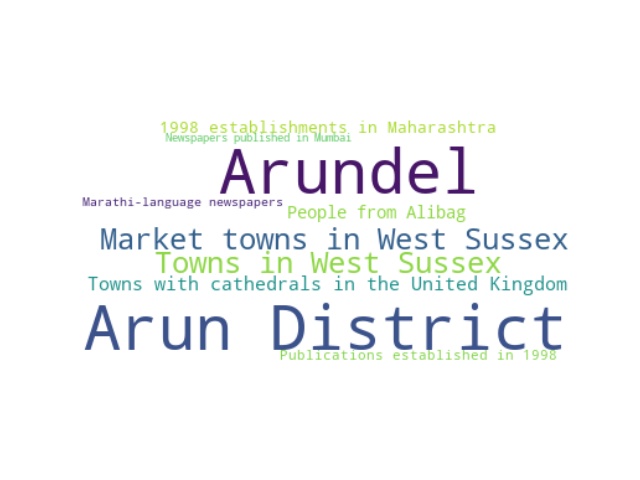 1998 establishments in Maharashtra
Newspapers published in Mumbai
Arundel
Marathi-language newspapers
People from Alibag
Market towns in West Sussex
Towns in West Sussex
Towns with cathedrals in the United Kingdom
Arun District
Publications established in 1998